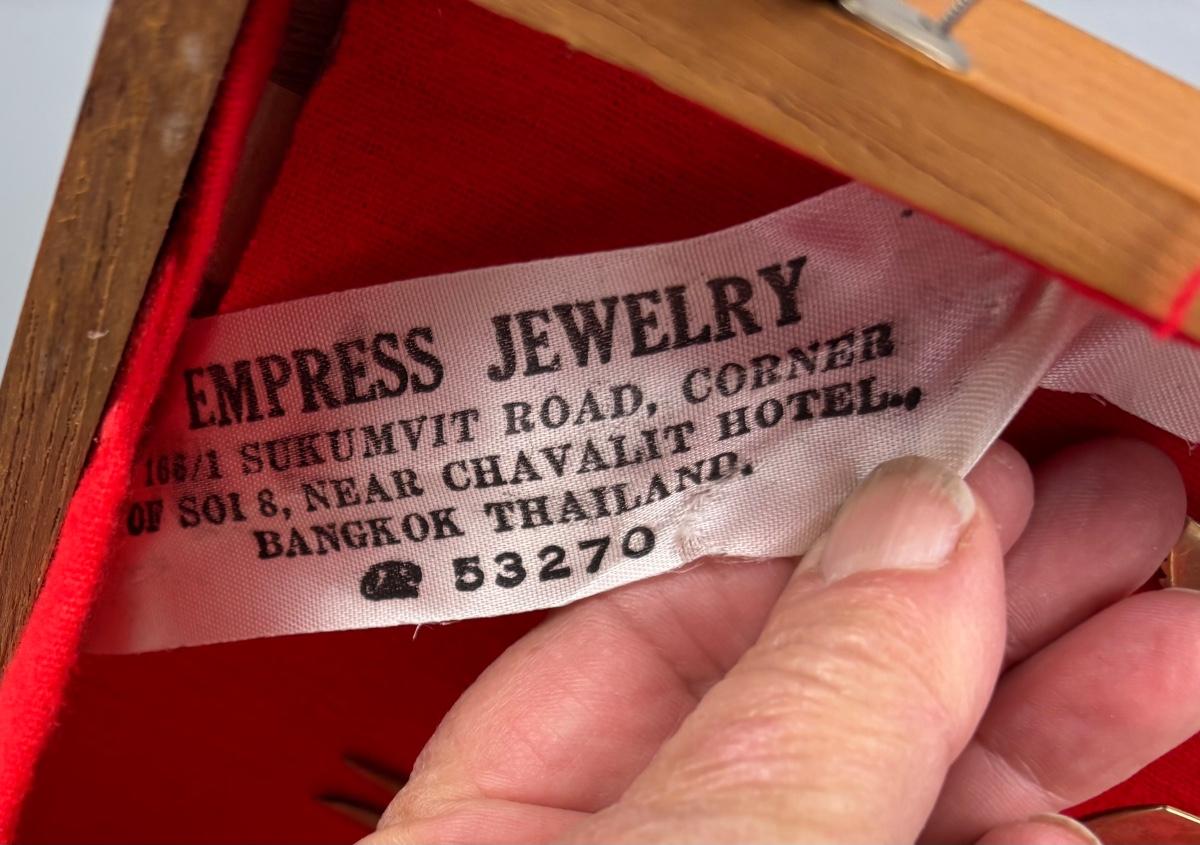 EMPRESS JEWELRY
166/1 SUKUMVIT ROAD, CORNER
OF SOI 8, NEAR CHAVALIT HOTEL.,
BANGKOK THAILAND.
☎ 53270